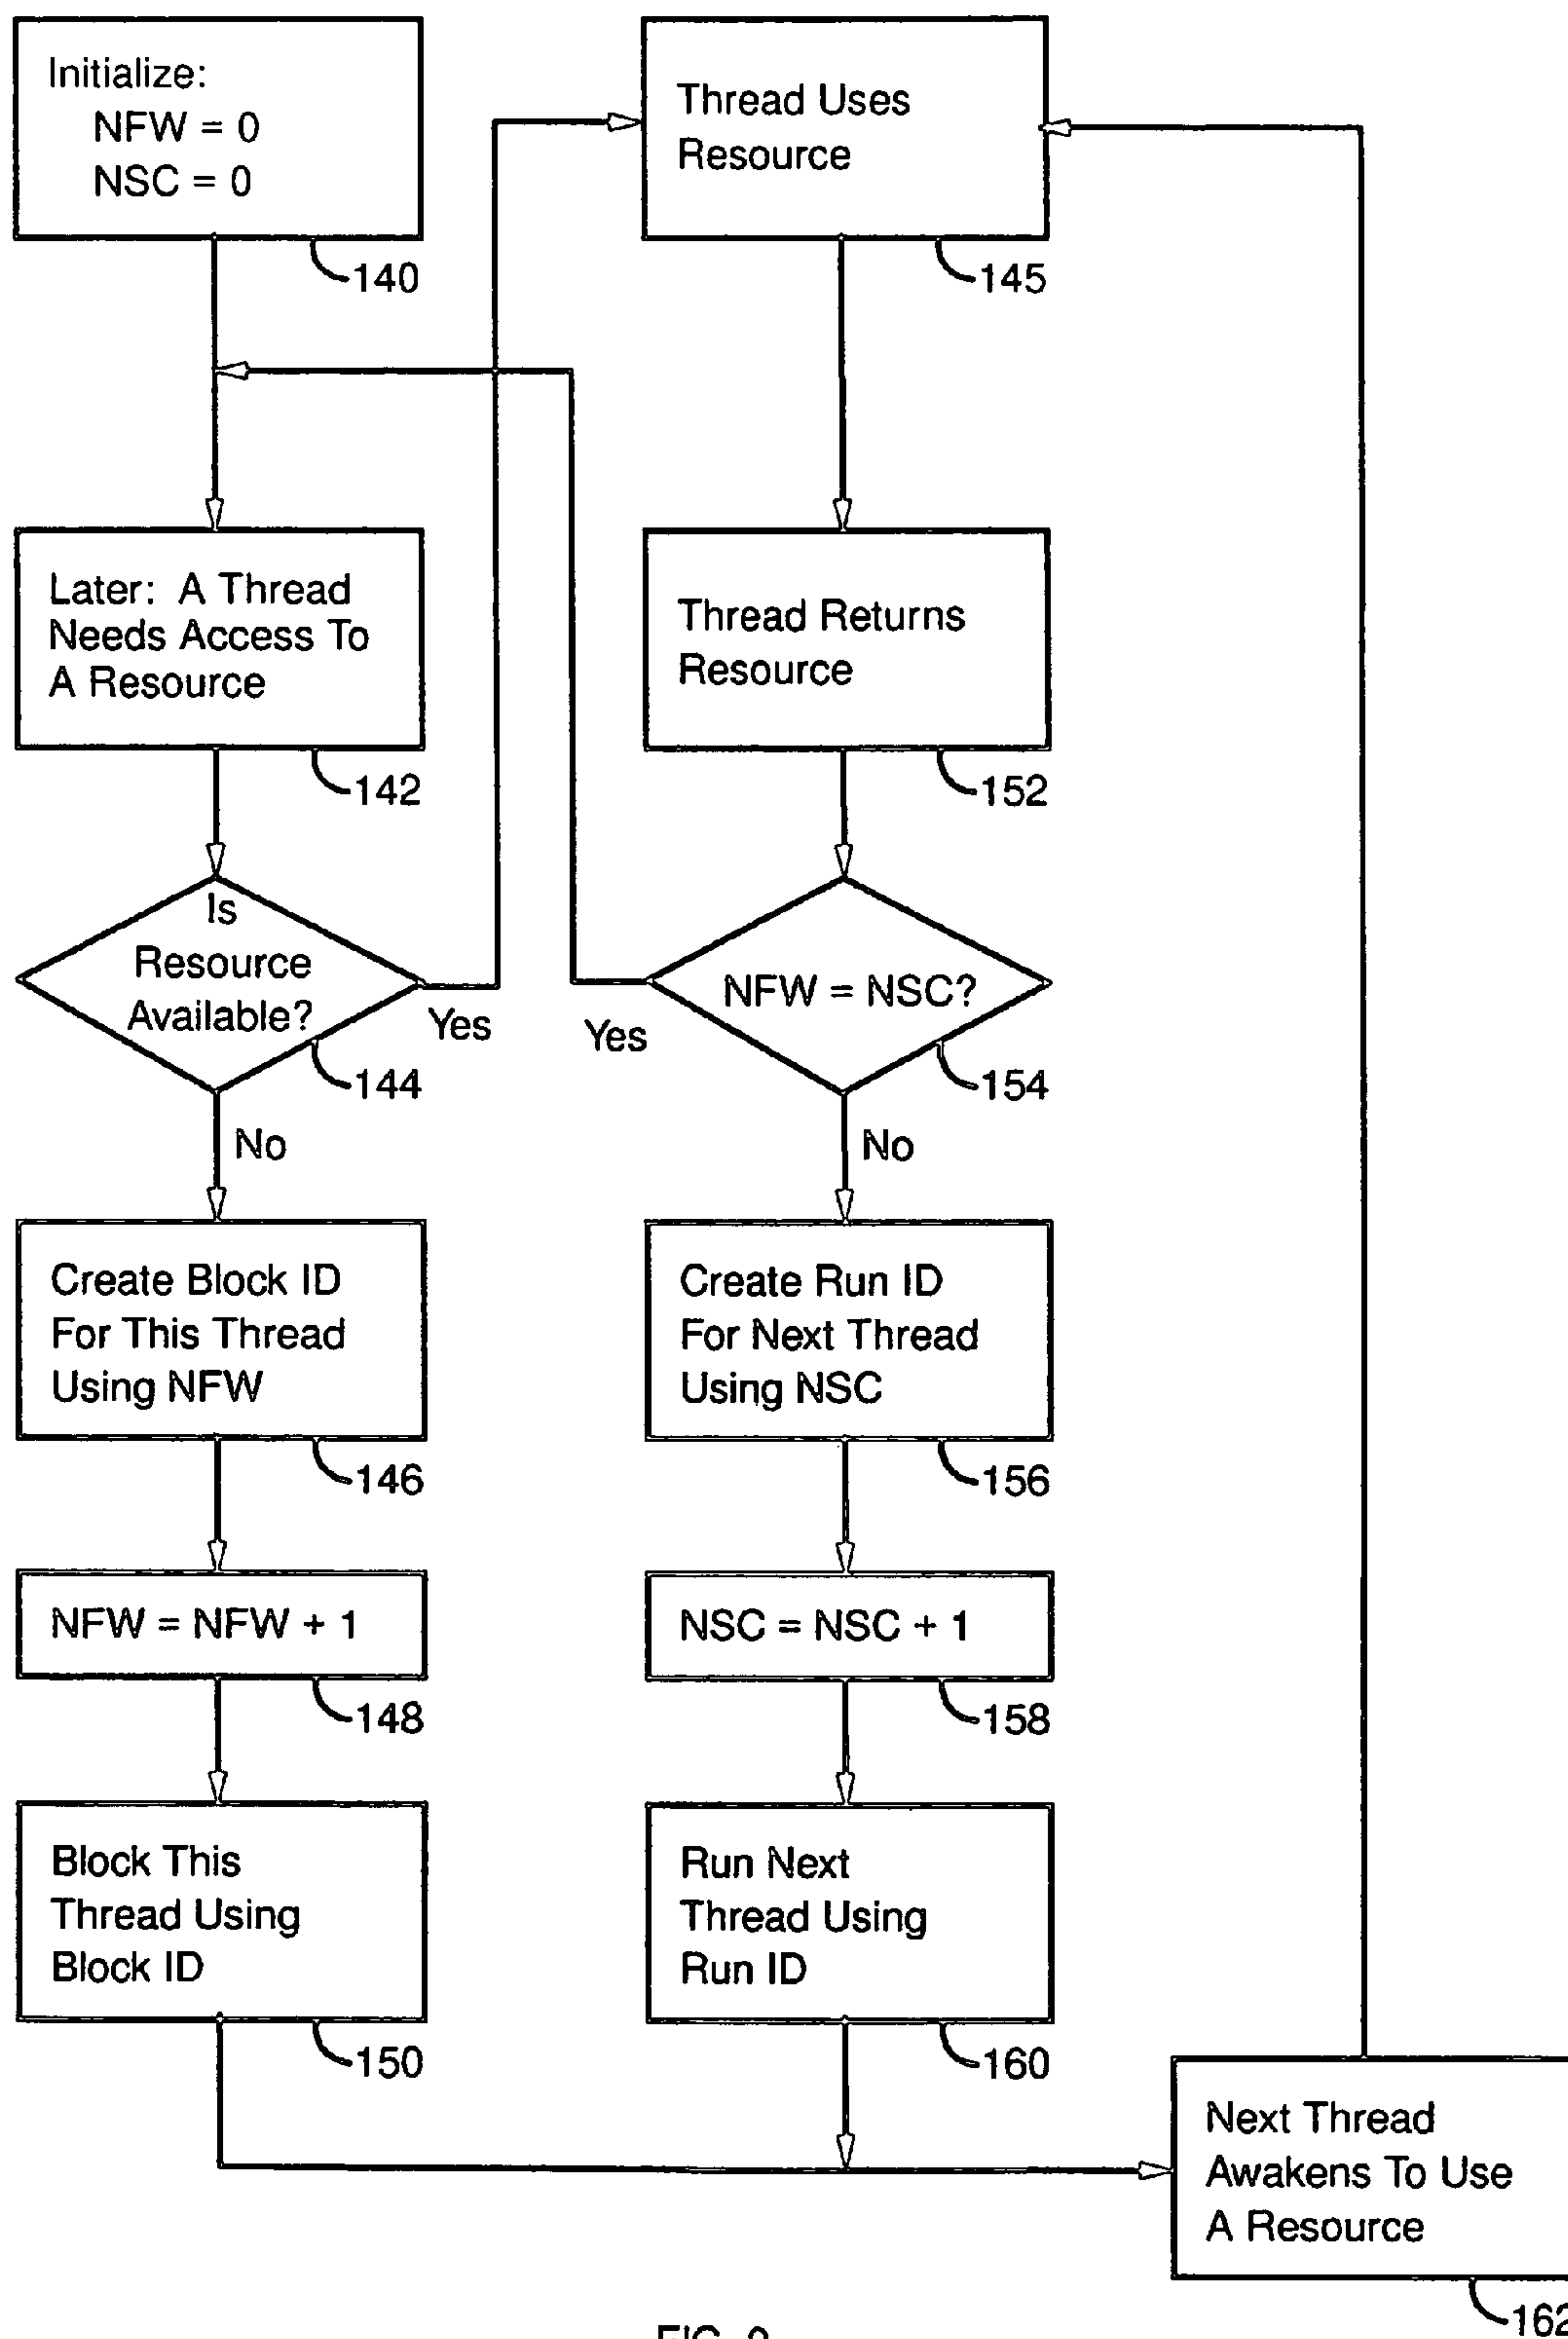 Initialize:
NFW = 0
NSC = 0
140
Thread Uses
Resource
145
Later: A Thread
Needs Access To
A Resource
142
Thread Returns
Resource
152
Is
Resource
Available?
Yes
144
No
NFW = NSC?
Yes
154
No
Create Block ID
For This Thread
Using NFW
146
Create Run ID
For Next Thread
Using NSC
156
NFW = NFW + 1
148
NSC = NSC + 1
158
Block This
Thread Using
Block ID
150
Run Next
Thread Using
Run ID
160
Next Thread
Awakens To Use
A Resource
162
FIG.